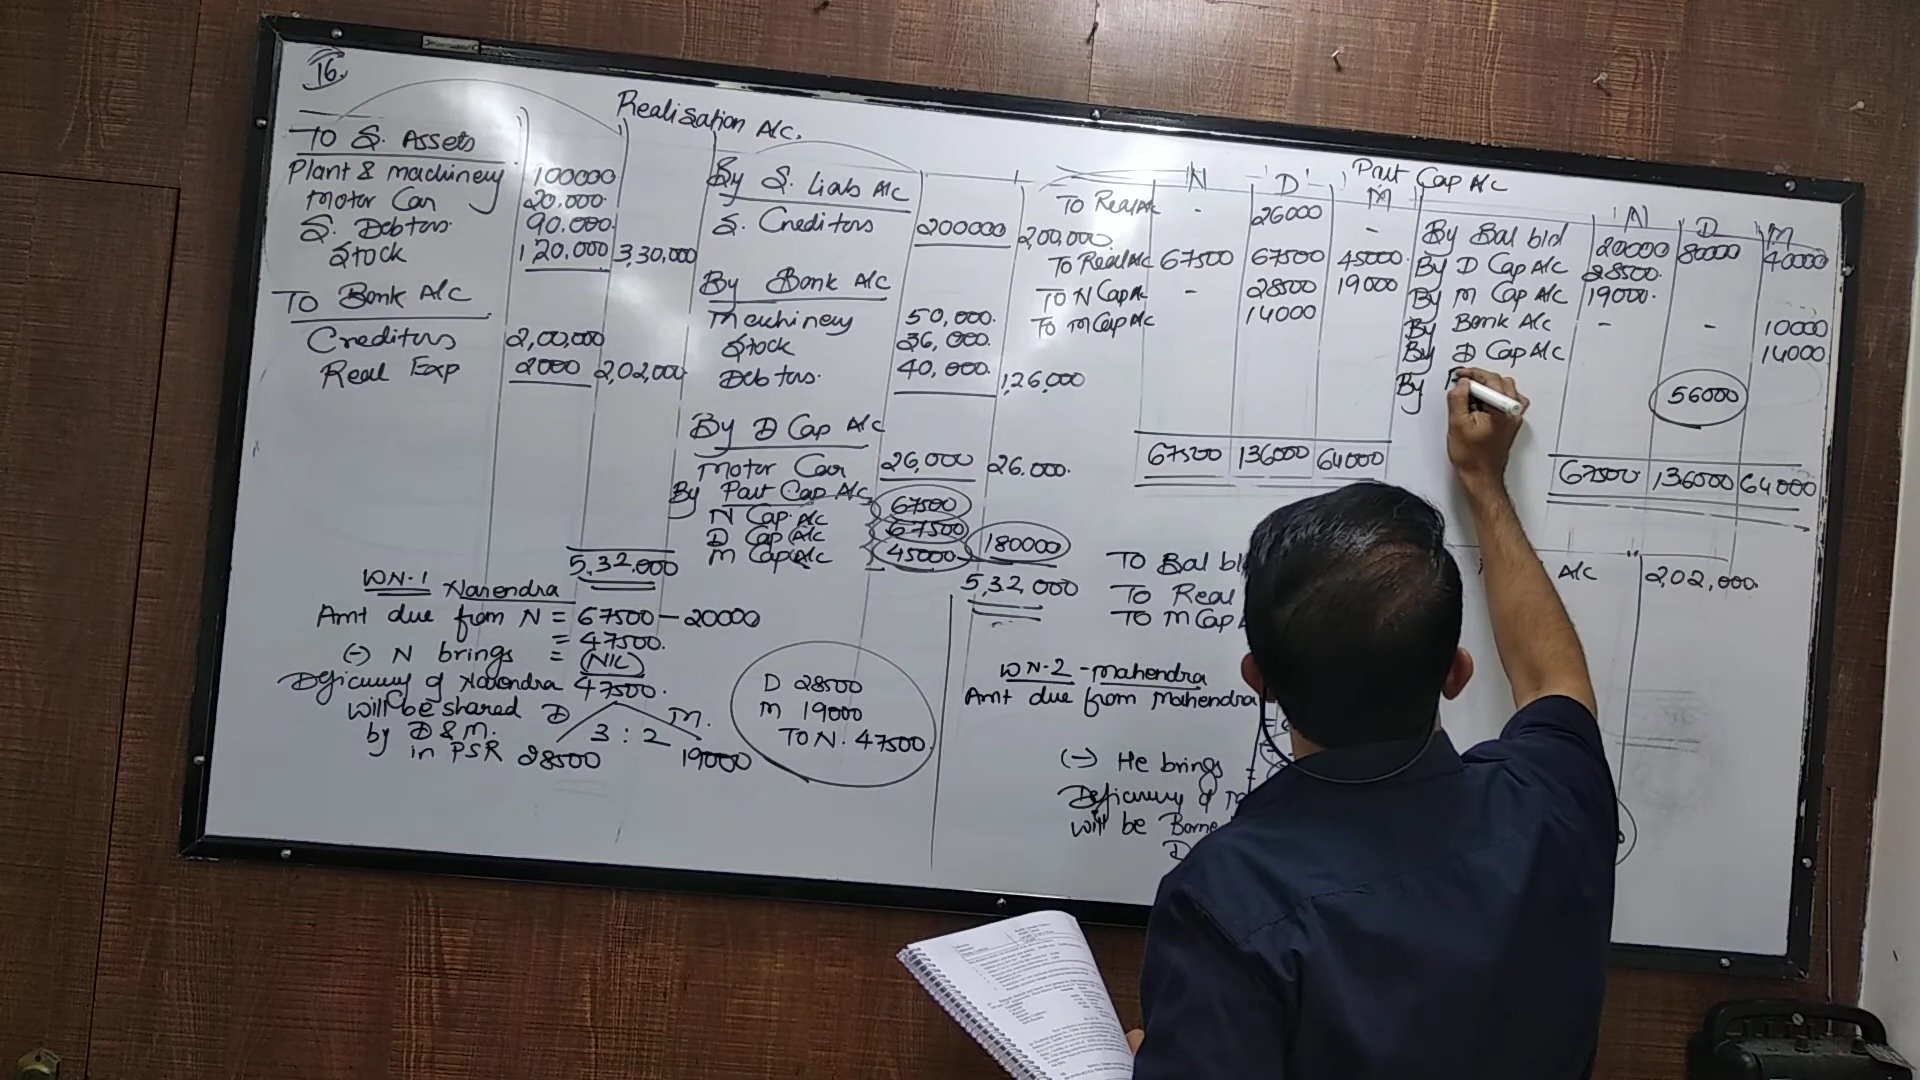 16.
Realisation A/c.
To S. Assets
Plant & machinery 100000
Motor Car 20,000.
S. Debtors 90,000.
Stock 1,20,000 3,30,000
To Bank A/c
Creditors 2,00,000
Real Exp 2000 2,02,000
5,32,000
By S. Liab A/c
S. Creditors 200000 200,000.
By Bank A/c
Machinery 50,000.
Stock 36,000.
Debtors. 40,000. 1,26,000
By D Cap A/c
Motor Car 26,000 26,000.
By Part Cap A/c
N Cap A/c 67500
D Cap A/c 67500 180000
M Cap A/c 45000
5,32,000
Part Cap A/c
N D M
To Real A/c - 26000 -
To Real A/c 67500 67500 45000
To N Cap A/c - 28500 19000
To M Cap A/c 14000
67500 136000 64000
N D M
By Bal b/d 20000 80000 40000
By D Cap A/c 28500.
By M Cap A/c 19000.
By Bank A/c - - 10000
By D Cap A/c 14000
By 56000
67500 136000 64000
WN-1 Narendra
Amt due from N = 67500 - 20000
= 47500.
(-) N brings = (NIL)
Deficiency of Narendra 47500.
will be shared D M.
by D & M. 3 : 2
in PSR 28500 19000
D 28500
M 19000
TO N. 47500.
To Bal b/
To Real
To M Cap
A/c 2,02,000.
WN-2 - Mahendra
Amt due from Mahendra
(-) He brings =
Deficiency of
will be Borne
D